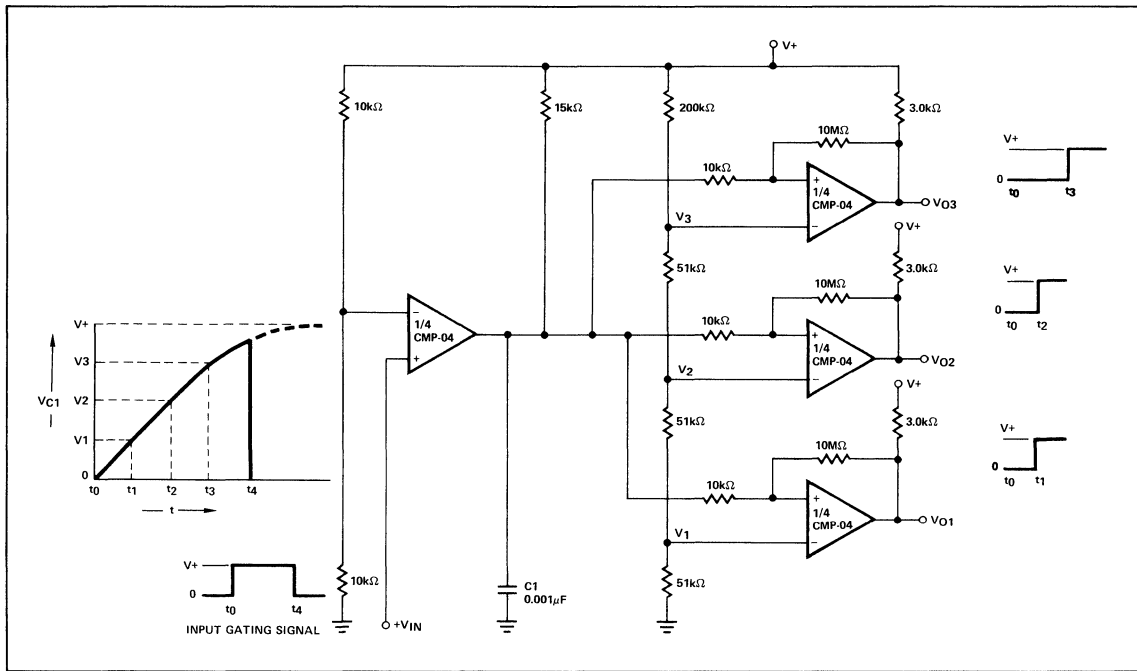 V+
10kΩ
15kΩ
200kΩ
3.0kΩ
10MΩ
10kΩ
+
1/4
CMP-04
−
V3
VO3
V+
0
t0
t3
V+
3.0kΩ
51kΩ
10MΩ
10kΩ
+
1/4
CMP-04
−
V2
VO2
V+
0
t0
t2
−
1/4
CMP-04
+
V+
3.0kΩ
51kΩ
10MΩ
10kΩ
+
1/4
CMP-04
−
V1
VO1
V+
0
t0
t1
51kΩ
V+
V3
VC1
V2
V1
0
t0
t1
t2
t3
t4
t
V+
0
t0
t4
INPUT GATING SIGNAL
10kΩ
+VIN
C1
0.001μF